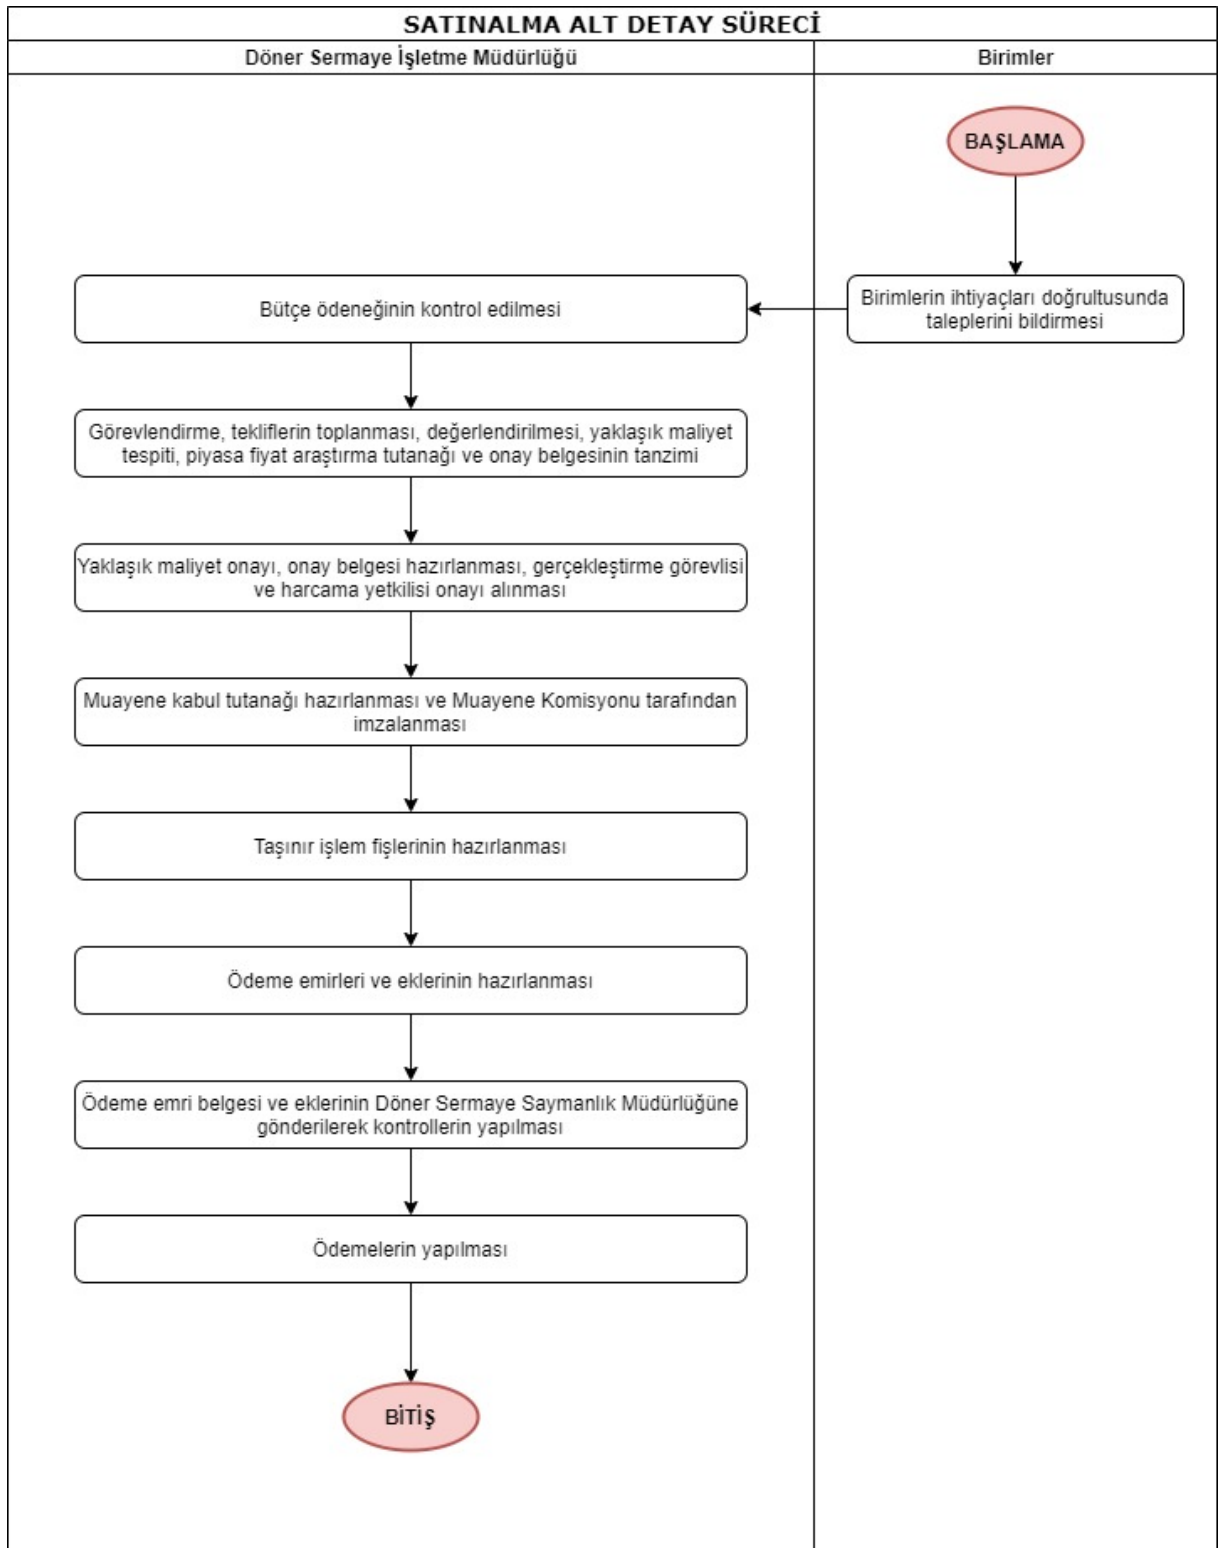 SATINALMA ALT DETAY SÜRECİ
Döner Sermaye İşletme Müdürlüğü
Birimler
BAŞLAMA
Birimlerin ihtiyaçları doğrultusunda
taleplerini bildirmesi
Bütçe ödeneğinin kontrol edilmesi
Görevlendirme, tekliflerin toplanması, değerlendirilmesi, yaklaşık maliyet
tespiti, piyasa fiyat araştırma tutanağı ve onay belgesinin tanzimi
Yaklaşık maliyet onayı, onay belgesi hazırlanması, gerçekleştirme görevlisi
ve harcama yetkilisi onayı alınması
Muayene kabul tutanağı hazırlanması ve Muayene Komisyonu tarafından
imzalanması
Taşınır işlem fişlerinin hazırlanması
Ödeme emirleri ve eklerinin hazırlanması
Ödeme emri belgesi ve eklerinin Döner Sermaye Saymanlık Müdürlüğüne
gönderilerek kontrollerin yapılması
Ödemelerin yapılması
BİTİŞ